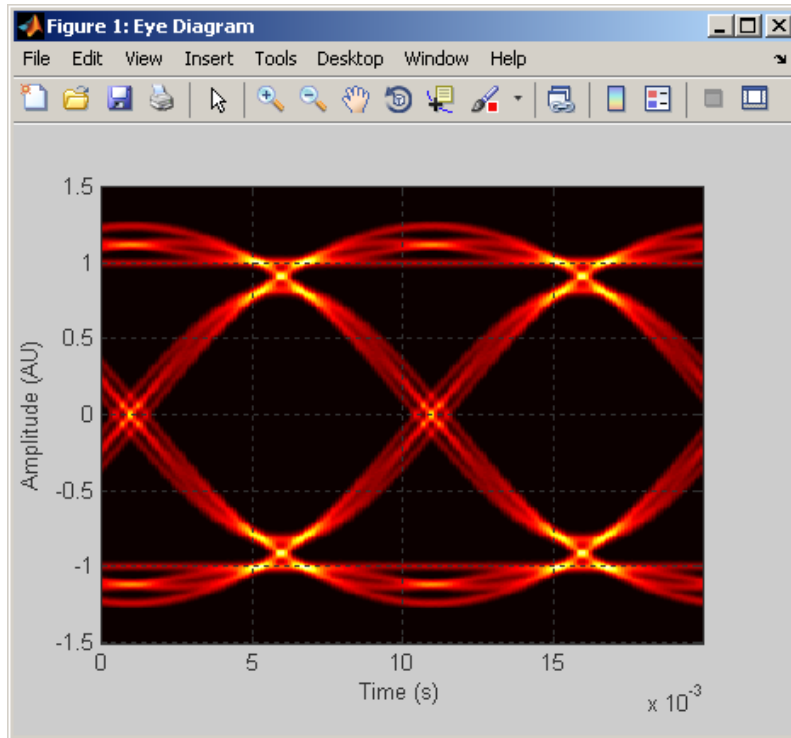 Figure 1: Eye Diagram
File Edit View Insert Tools Desktop Window Help
1.5
1
0.5
0
-0.5
-1
-1.5
Amplitude (AU)
0 5 10 15
Time (s)
x 10^-3